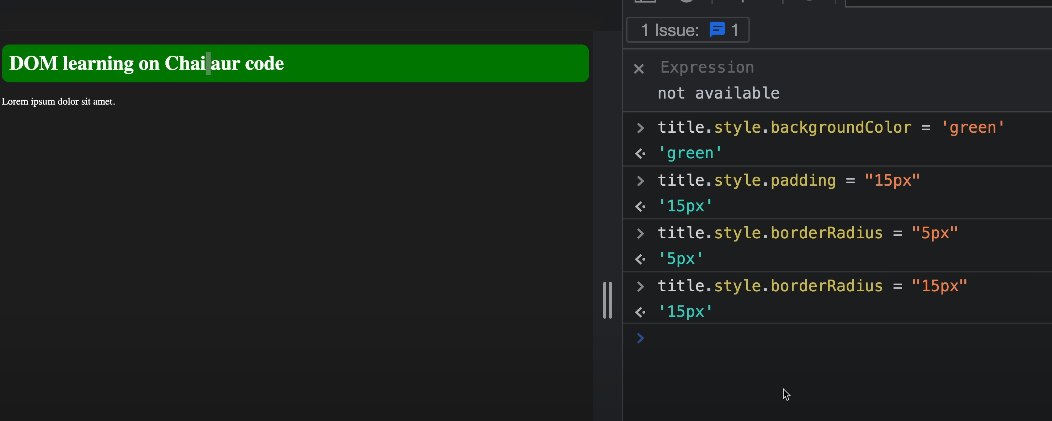 DOM learning on Chai aur code
Lorem ipsum dolor sit amet.
1 Issue: 1
Expression
not available
title.style.backgroundColor = 'green'
'green'
title.style.padding = "15px"
'15px'
title.style.borderRadius = "5px"
'5px'
title.style.borderRadius = "15px"
'15px'